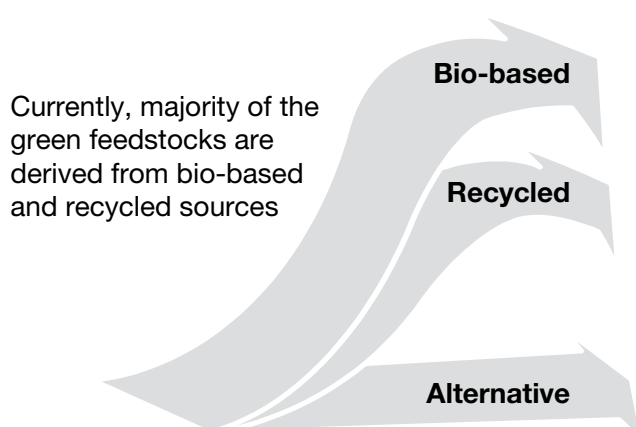 Bio-based
Currently, majority of the
green feedstocks are
derived from bio-based
and recycled sources
Recycled
Alternative